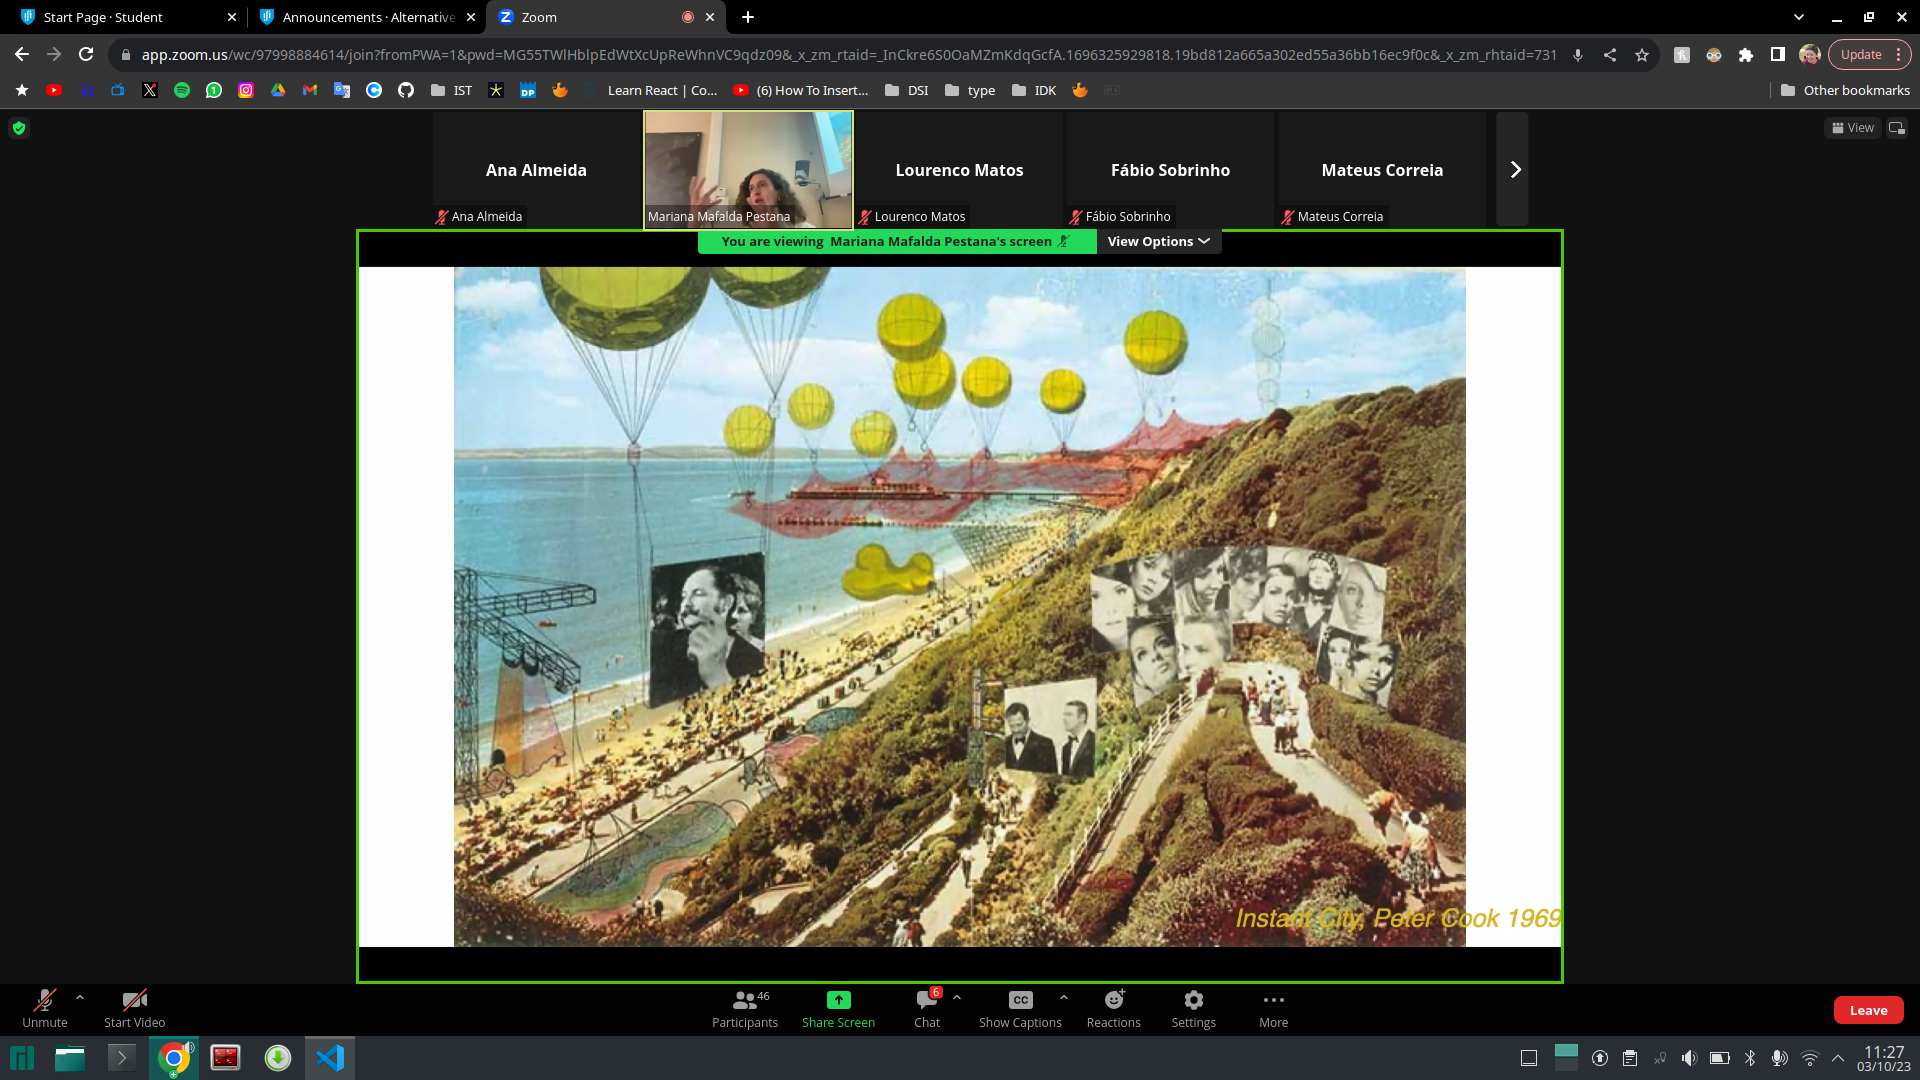 Start Page · Student
Announcements · Alternative
Zoom
app.zoom.us/wc/97998884614/join?fromPWA=1&pwd=MG55TWlHblpEdWtXcUpReWhnVC9qdz09&_x_zm_rtaid=_InCkre6S0OaMZmKdqGcfA.1696325929818.19bd812a665a302ed55a36bb16ec9f0c&_x_zm_rhtaid=731
Update
IST
DP
Learn React | Co...
(6) How To Insert...
DSI
type
IDK
Other bookmarks
View
Ana Almeida
Lourenco Matos
Fábio Sobrinho
Mateus Correia
Ana Almeida
Mariana Mafalda Pestana
Lourenco Matos
Fábio Sobrinho
Mateus Correia
You are viewing Mariana Mafalda Pestana's screen
View Options
Instant City, Peter Cook 1969
46
6
CC
Unmute
Start Video
Participants
Share Screen
Chat
Show Captions
Reactions
Settings
More
Leave
11:27
03/10/23